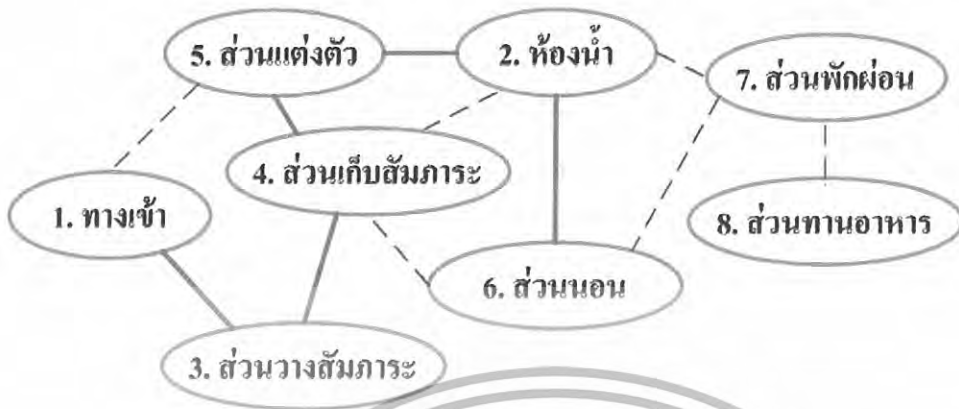 5. ส่วนแต่งตัว
2. ห้องน้ำ
7. ส่วนพักผ่อน
4. ส่วนเก็บสัมภาระ
1. ทางเข้า
8. ส่วนทานอาหาร
6. ส่วนนอน
3. ส่วนวางสัมภาระ